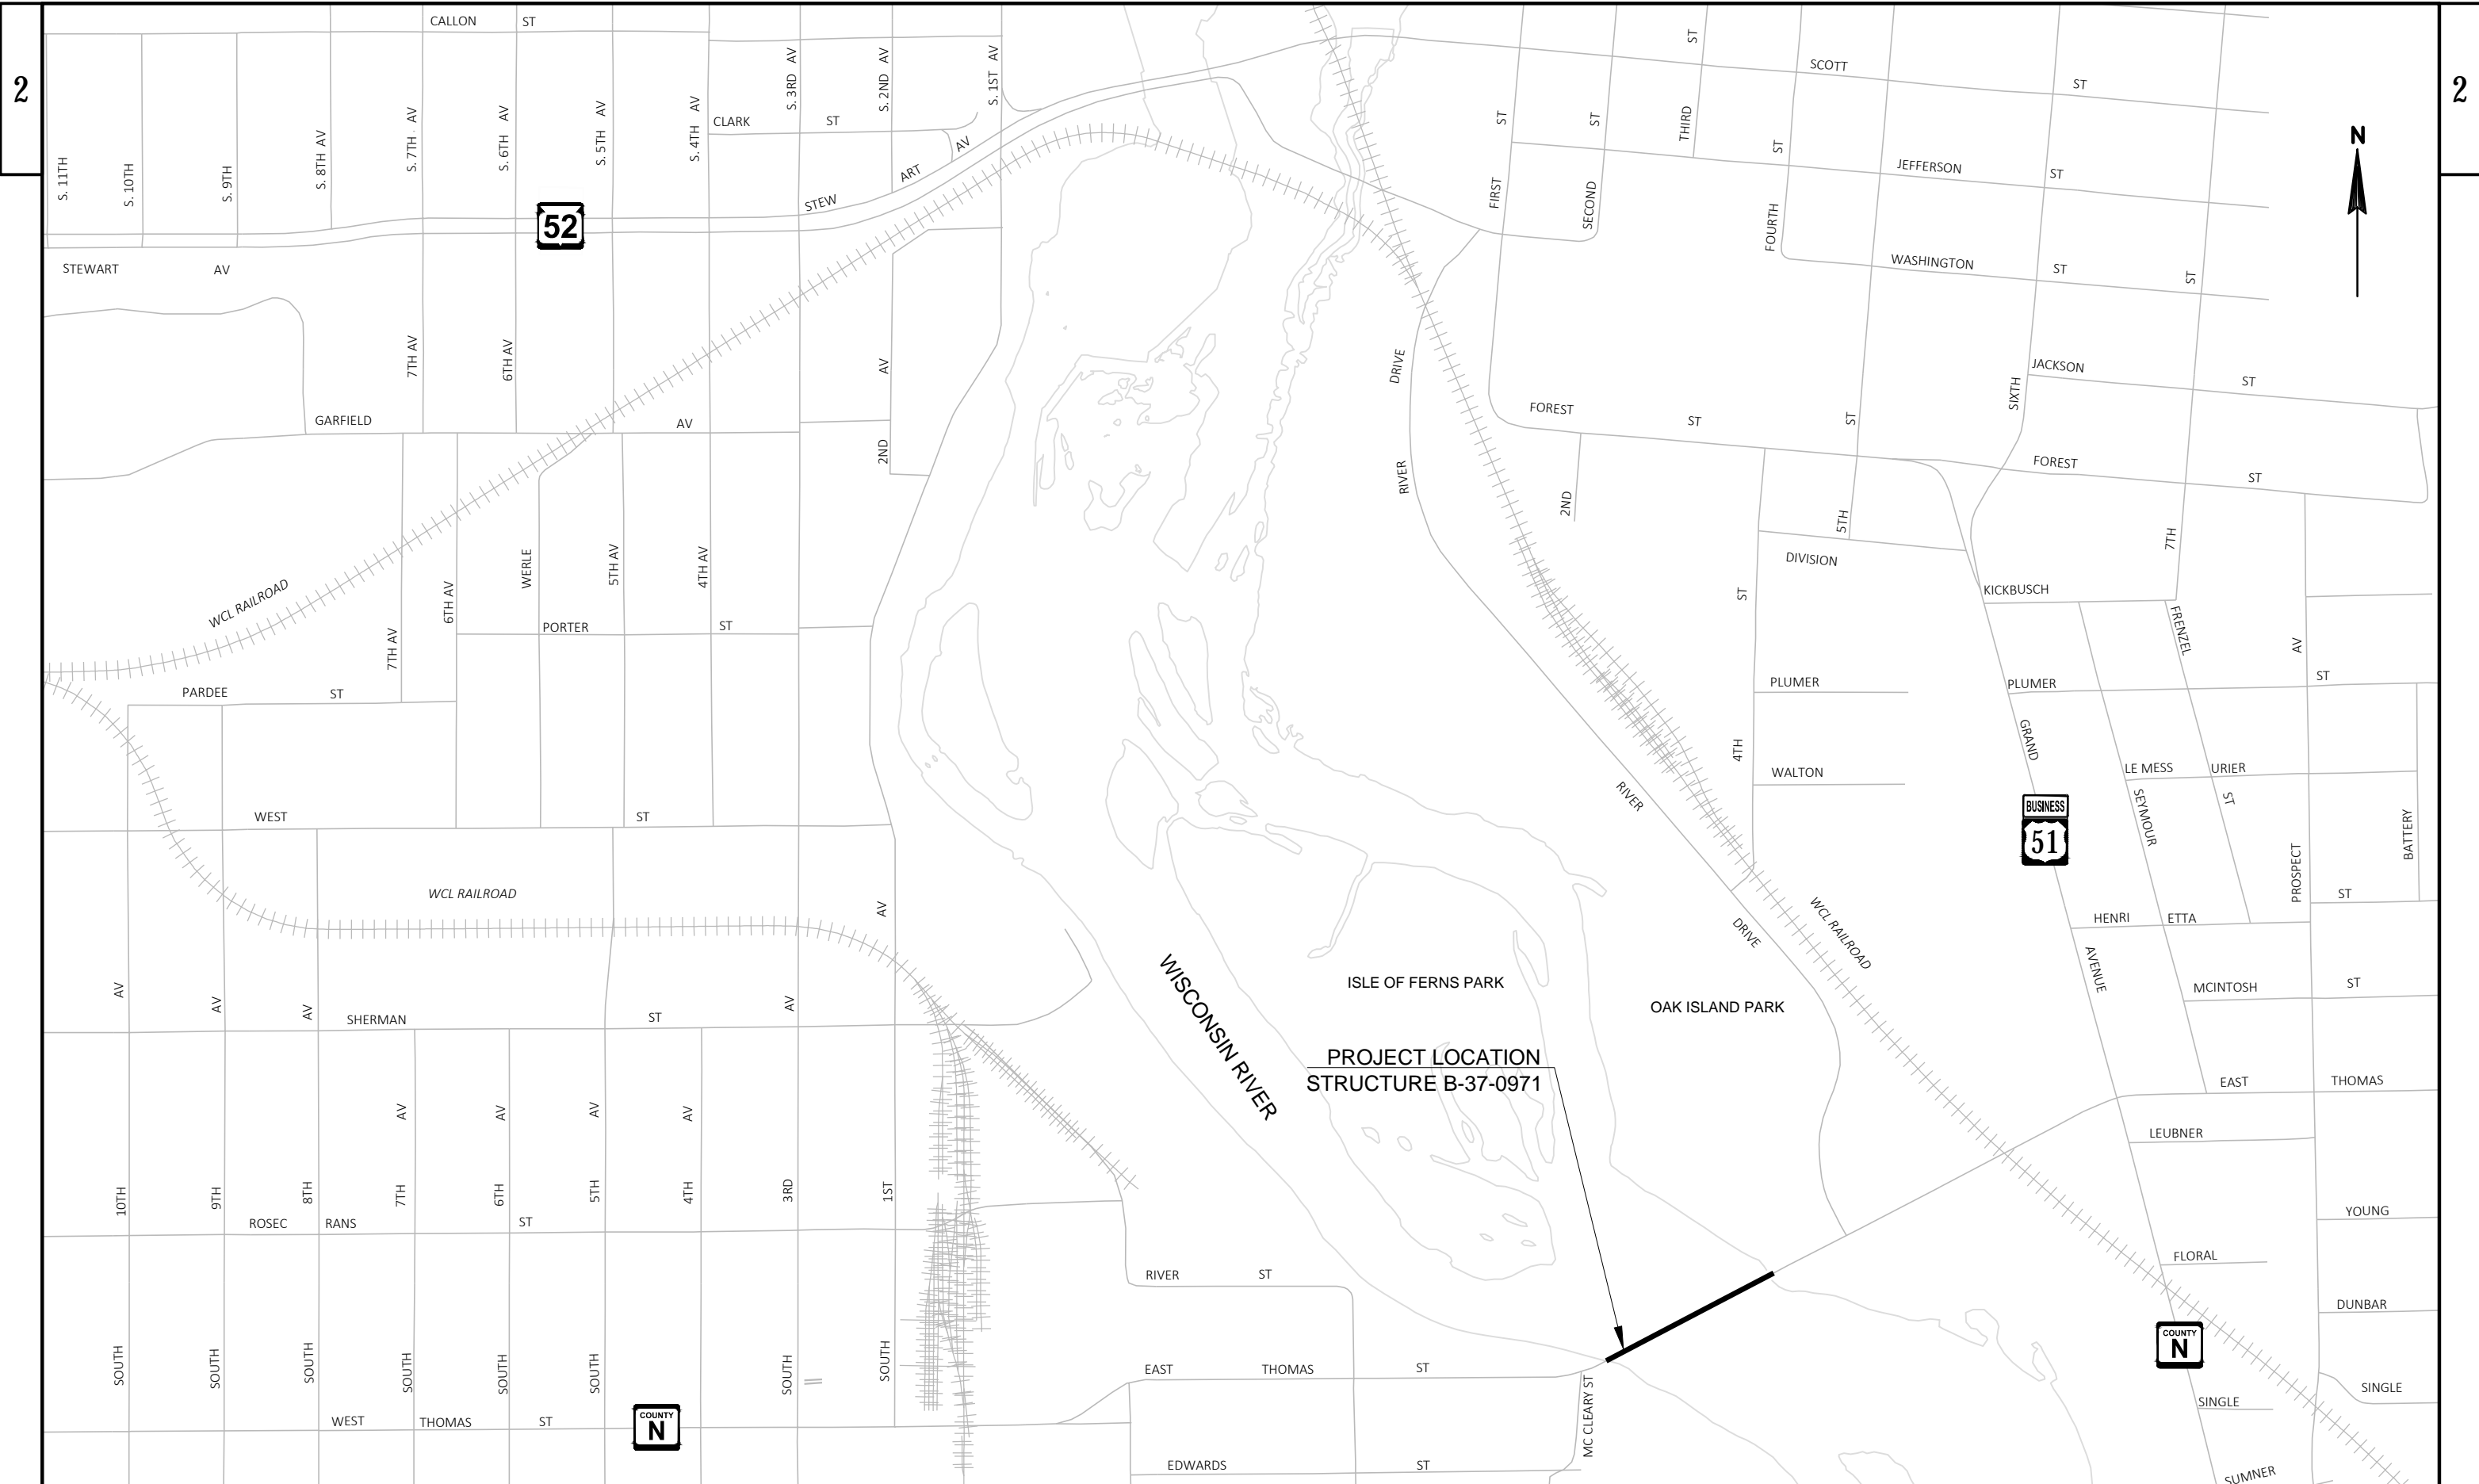 2
2
CALLON ST
S. 11TH
S. 10TH
S. 9TH
S. 8TH AV
S. 7TH AV
S. 6TH AV
S. 5TH AV
S. 4TH AV
S. 3RD AV
S. 2ND AV
S. 1ST AV
CLARK ST
STEW ART AV
52
STEWART AV
FIRST ST
SECOND ST
THIRD ST
FOURTH ST
SCOTT ST
JEFFERSON ST
WASHINGTON ST
ST
N
JACKSON ST
SIXTH
7TH AV
6TH AV
2ND AV
GARFIELD AV
RIVER DRIVE
FOREST ST
FOREST ST
2ND
5TH ST
7TH
DIVISION
KICKBUSCH
FRENZEL
WCL RAILROAD
7TH AV
6TH AV
WERLE
5TH AV
4TH AV
PORTER ST
PARDEE ST
4TH ST
PLUMER
PLUMER ST
WALTON
GRAND AVENUE
LE MESS URIER
ST
SEYMOUR
PROSPECT AV
BATTERY
BUSINESS
51
WEST ST
WCL RAILROAD
RIVER DRIVE
WCL RAILROAD
HENRI ETTA
ST
MCINTOSH ST
WISCONSIN RIVER
ISLE OF FERNS PARK
OAK ISLAND PARK
PROJECT LOCATION
STRUCTURE B-37-0971
SHERMAN ST
SOUTH 10TH AV
SOUTH 9TH AV
SOUTH 8TH AV
SOUTH 7TH AV
SOUTH 6TH AV
SOUTH 5TH AV
4TH AV
SOUTH 3RD AV
SOUTH 1ST AV
EAST THOMAS
LEUBNER
ROSEC RANS ST
YOUNG
FLORAL
RIVER ST
DUNBAR
COUNTY
N
EAST THOMAS ST
MC CLEARY ST
SINGLE
SINGLE
WEST THOMAS ST
COUNTY
N
EDWARDS ST
SUMNER